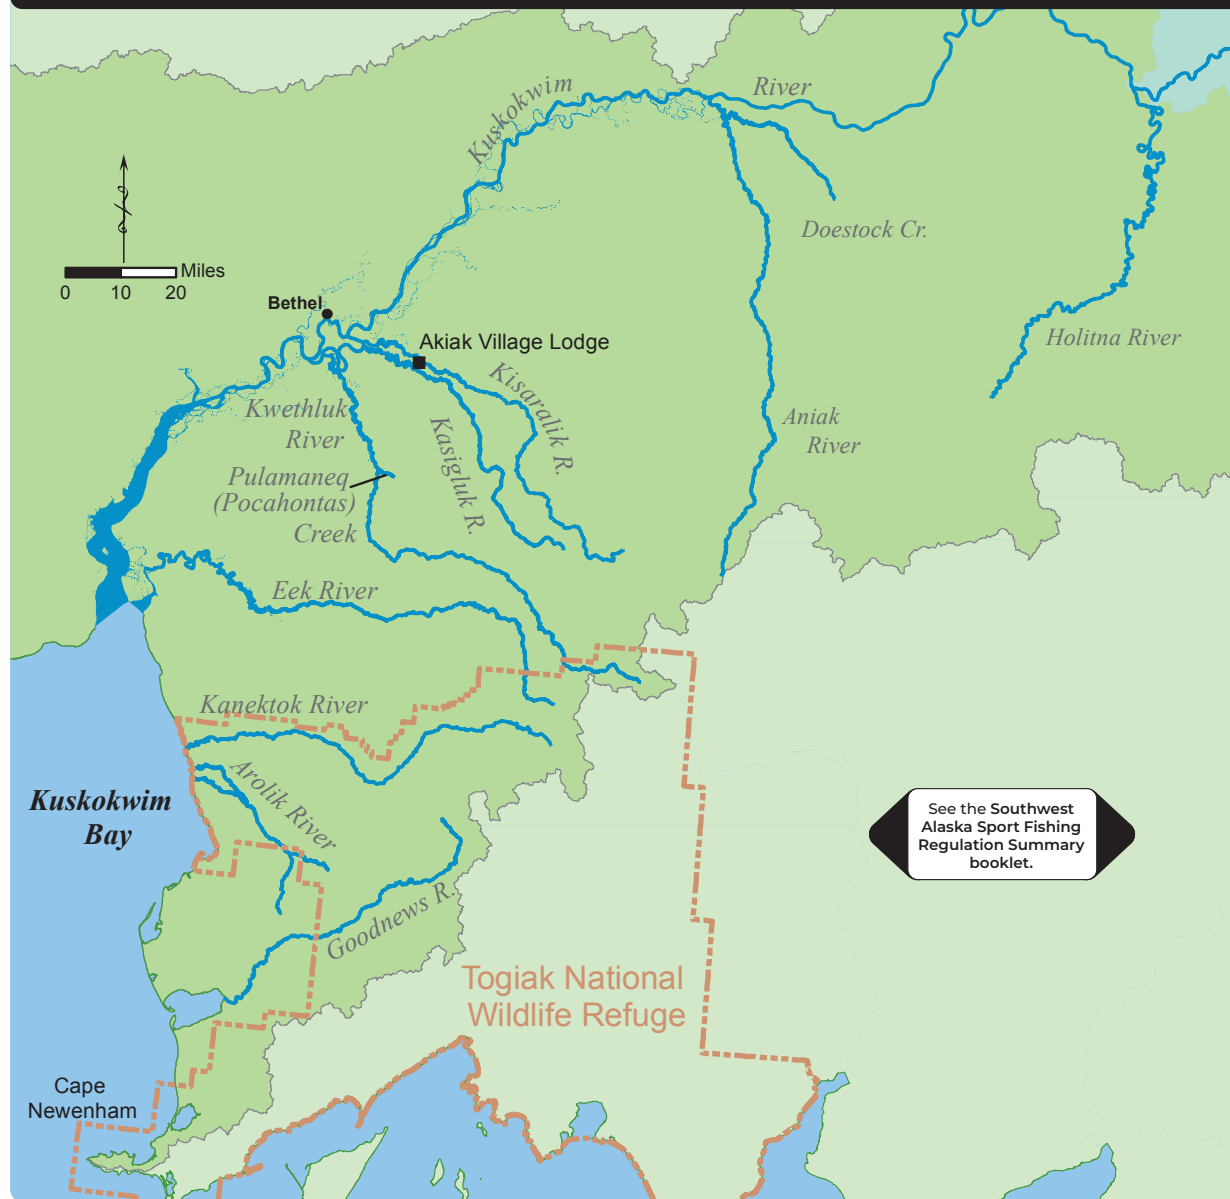 Kuskokwim
River
Doestock Cr.
Miles
0 10 20
Bethel
Akiak Village Lodge
Holitna River
Kisaralik R.
Kwethluk
River
Kasigluk R.
Aniak
River
Pulamaneq
(Pocahontas)
Creek
Eek River
Kanektok River
Arolik River
Kuskokwim
Bay
See the Southwest
Alaska Sport Fishing
Regulation Summary
booklet.
Goodnews R.
Togiak National
Wildlife Refuge
Cape
Newenham